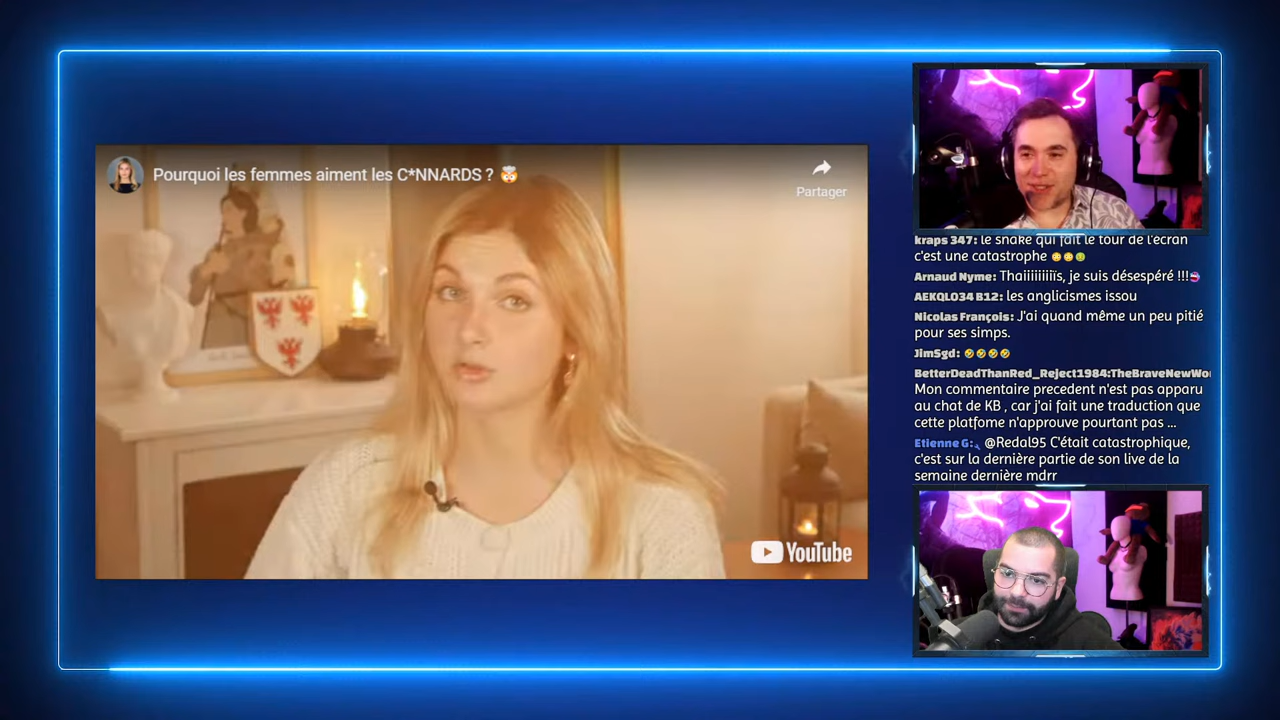 Pourquoi les femmes aiment les C*NNARDS ? 🤯
Partager
YouTube
kraps 347: le snake qui fait le tour de l'écran
c'est une catastrophe 😳😳🤢
Arnaud Nyme: Thaiiiiiiiïs, je suis désespéré !!!
AEKQLO34 B12: les anglicismes issou
Nicolas François: J'ai quand même un peu pitié
pour ses simps.
JimSgd: 🤣🤣🤣🤣
BetterDeadThanRed_Reject1984:TheBraveNewWo
Mon commentaire precedent n'est pas apparu
au chat de KB , car j'ai fait une traduction que
cette platfome n'approuve pourtant pas ...
Etienne G: @Redal95 C'était catastrophique,
c'est sur la dernière partie de son live de la
semaine dernière mdrr